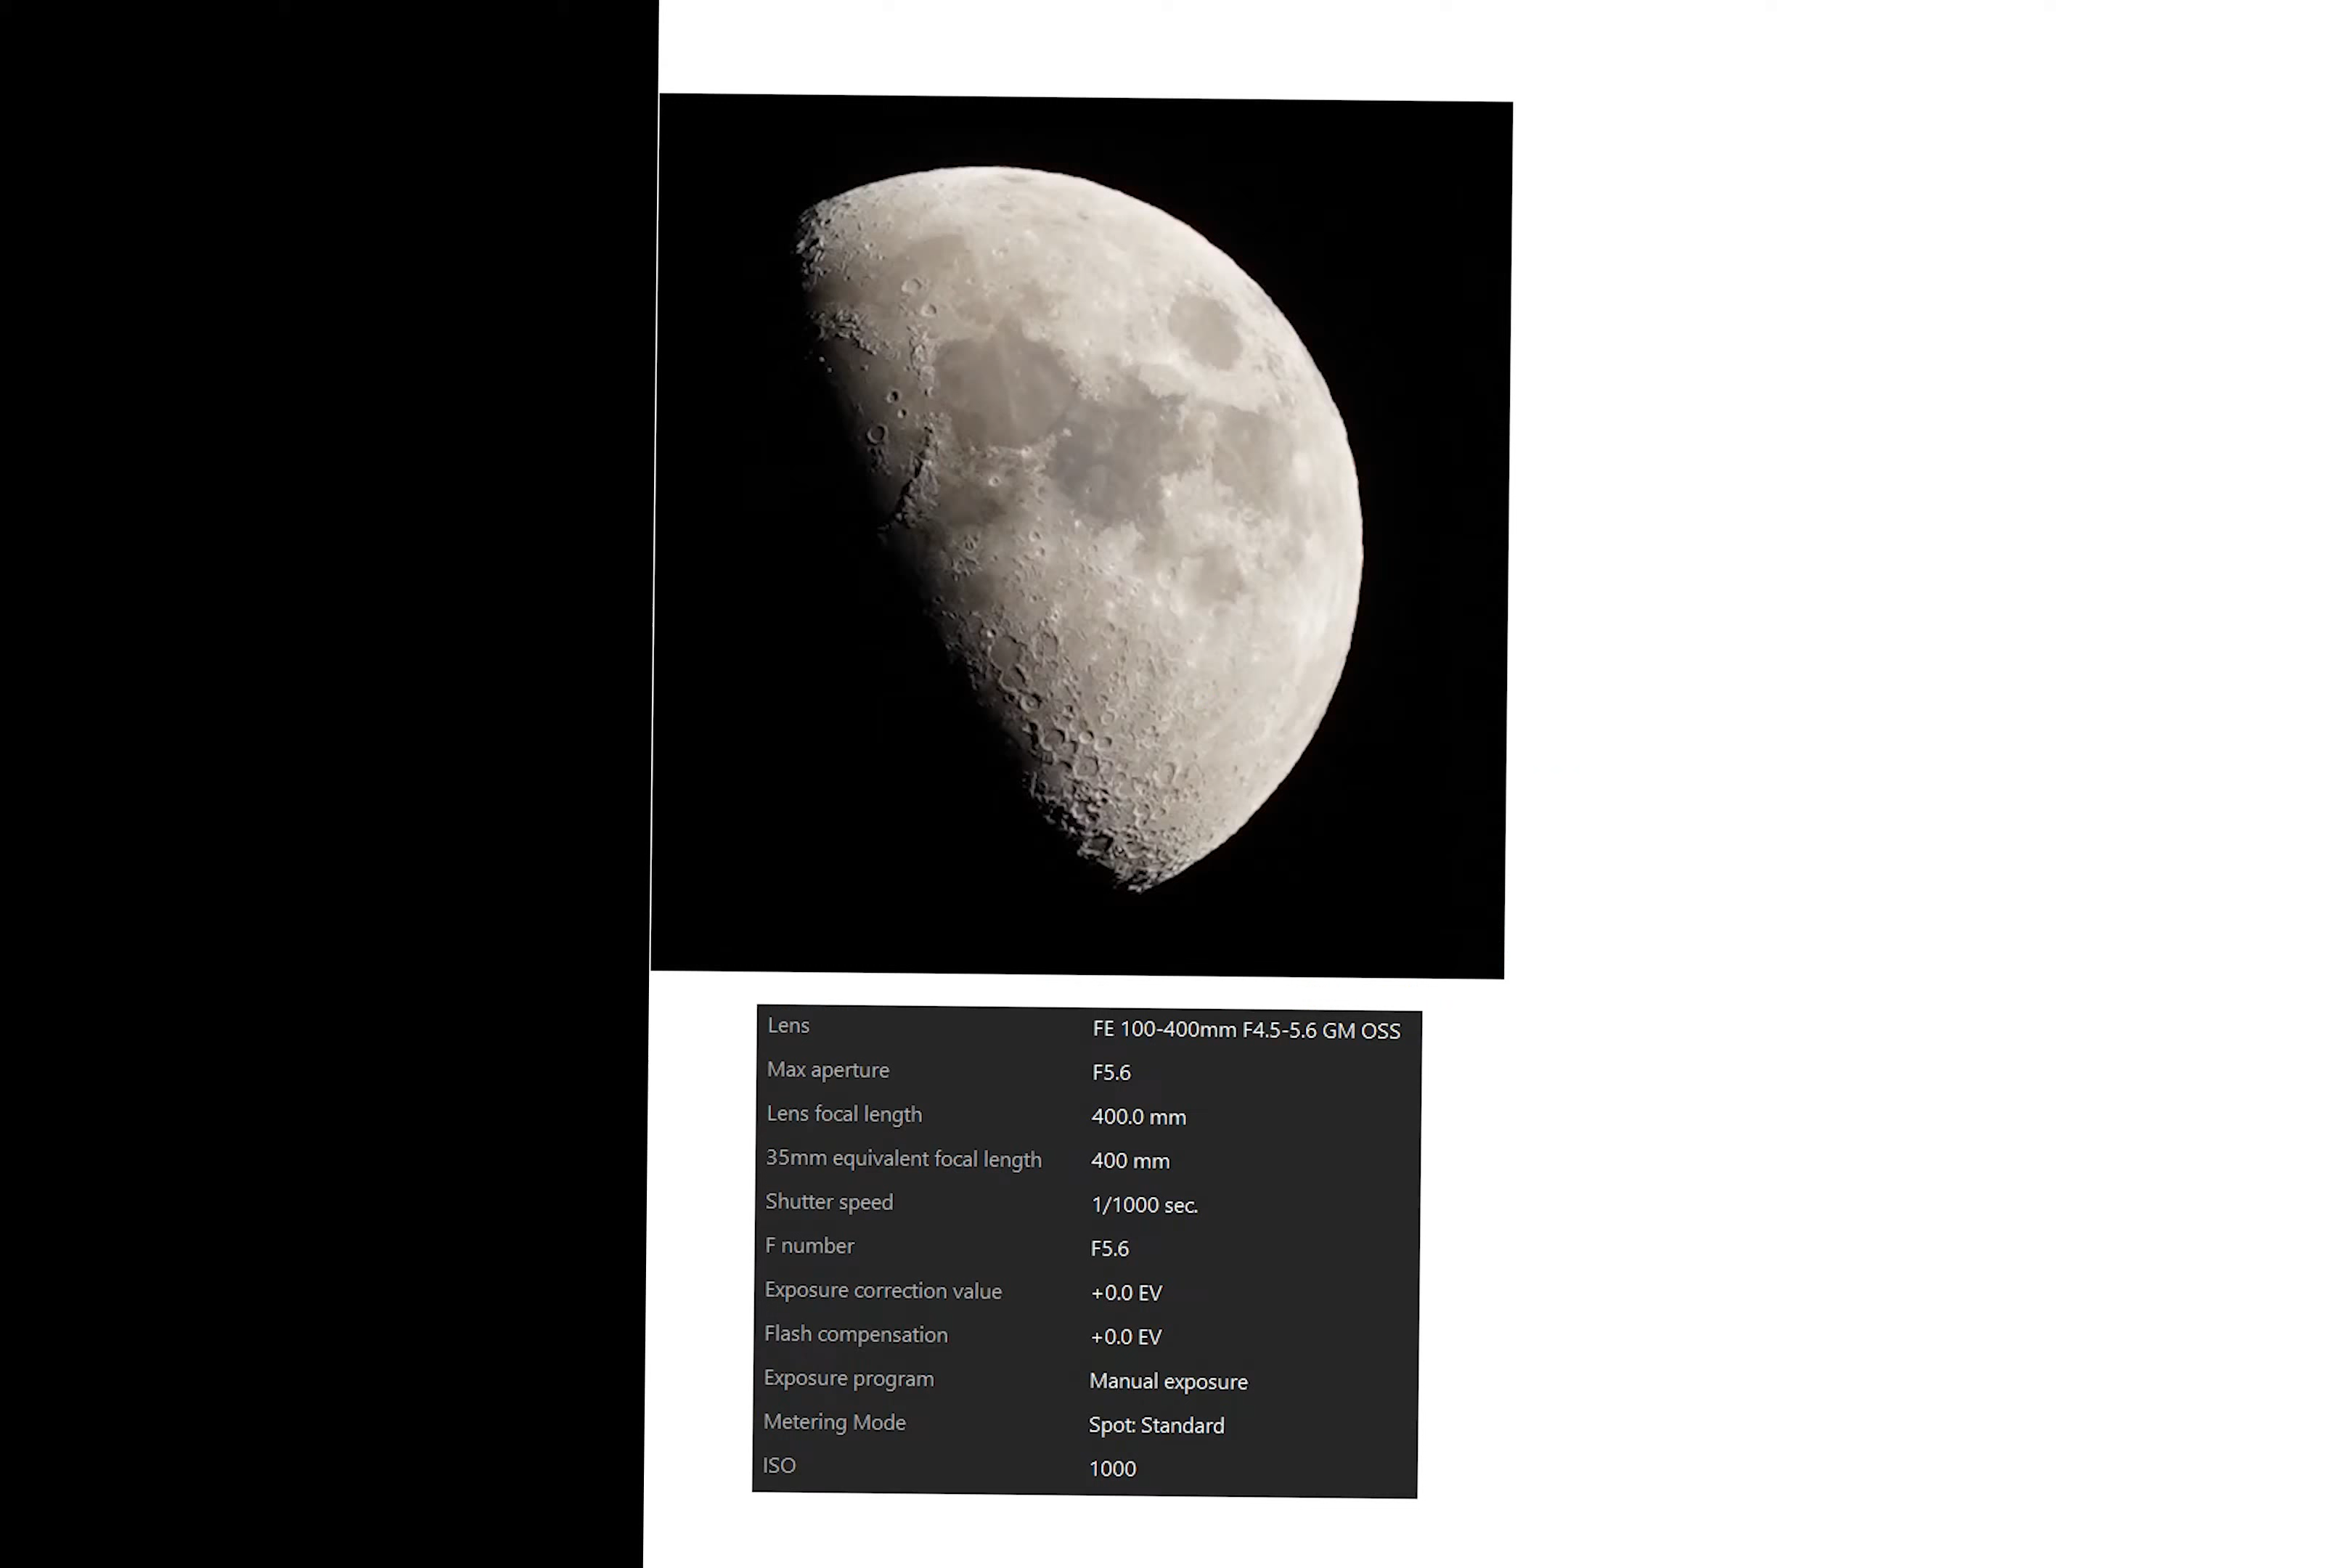 Lens FE 100-400mm F4.5-5.6 GM OSS
Max aperture F5.6
Lens focal length 400.0 mm
35mm equivalent focal length 400 mm
Shutter speed 1/1000 sec.
F number F5.6
Exposure correction value +0.0 EV
Flash compensation +0.0 EV
Exposure program Manual exposure
Metering Mode Spot: Standard
ISO 1000